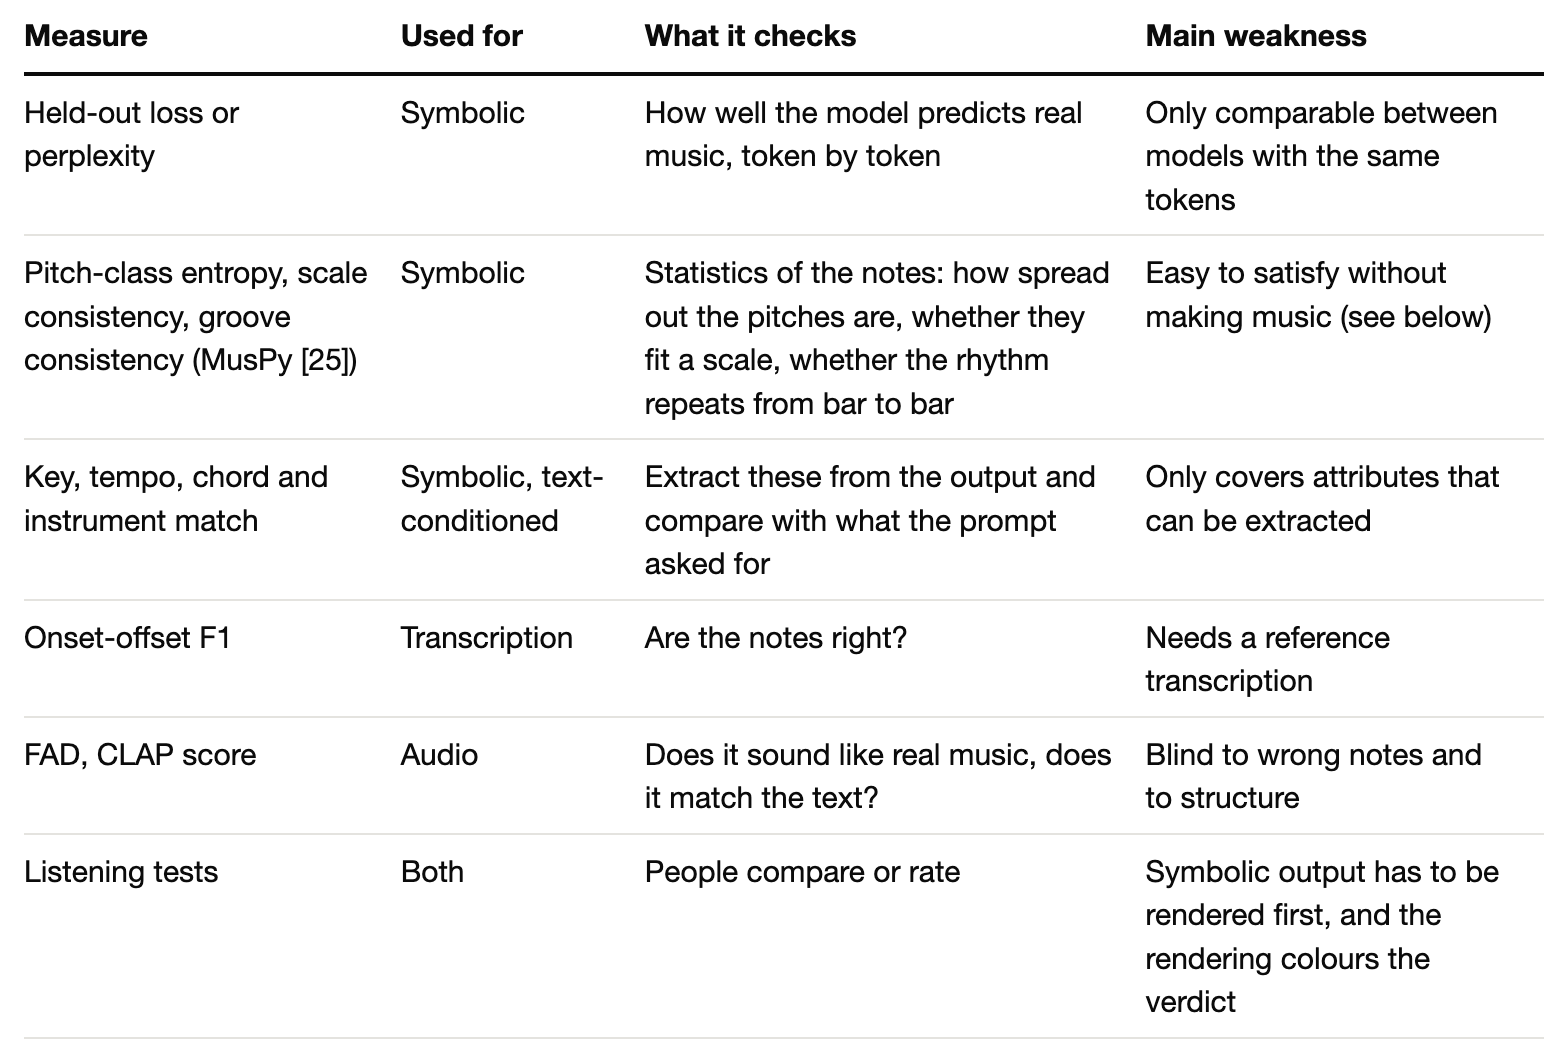 Measure Used for What it checks Main weakness
Held-out loss or Symbolic How well the model predicts real Only comparable between
perplexity music, token by token models with the same
tokens
Pitch-class entropy, scale Symbolic Statistics of the notes: how spread Easy to satisfy without
consistency, groove out the pitches are, whether they making music (see below)
consistency (MusPy [25]) fit a scale, whether the rhythm
repeats from bar to bar
Key, tempo, chord and Symbolic, text- Extract these from the output and Only covers attributes that
instrument match conditioned compare with what the prompt can be extracted
asked for
Onset-offset F1 Transcription Are the notes right? Needs a reference
transcription
FAD, CLAP score Audio Does it sound like real music, does Blind to wrong notes and
it match the text? to structure
Listening tests Both People compare or rate Symbolic output has to be
rendered first, and the
rendering colours the
verdict